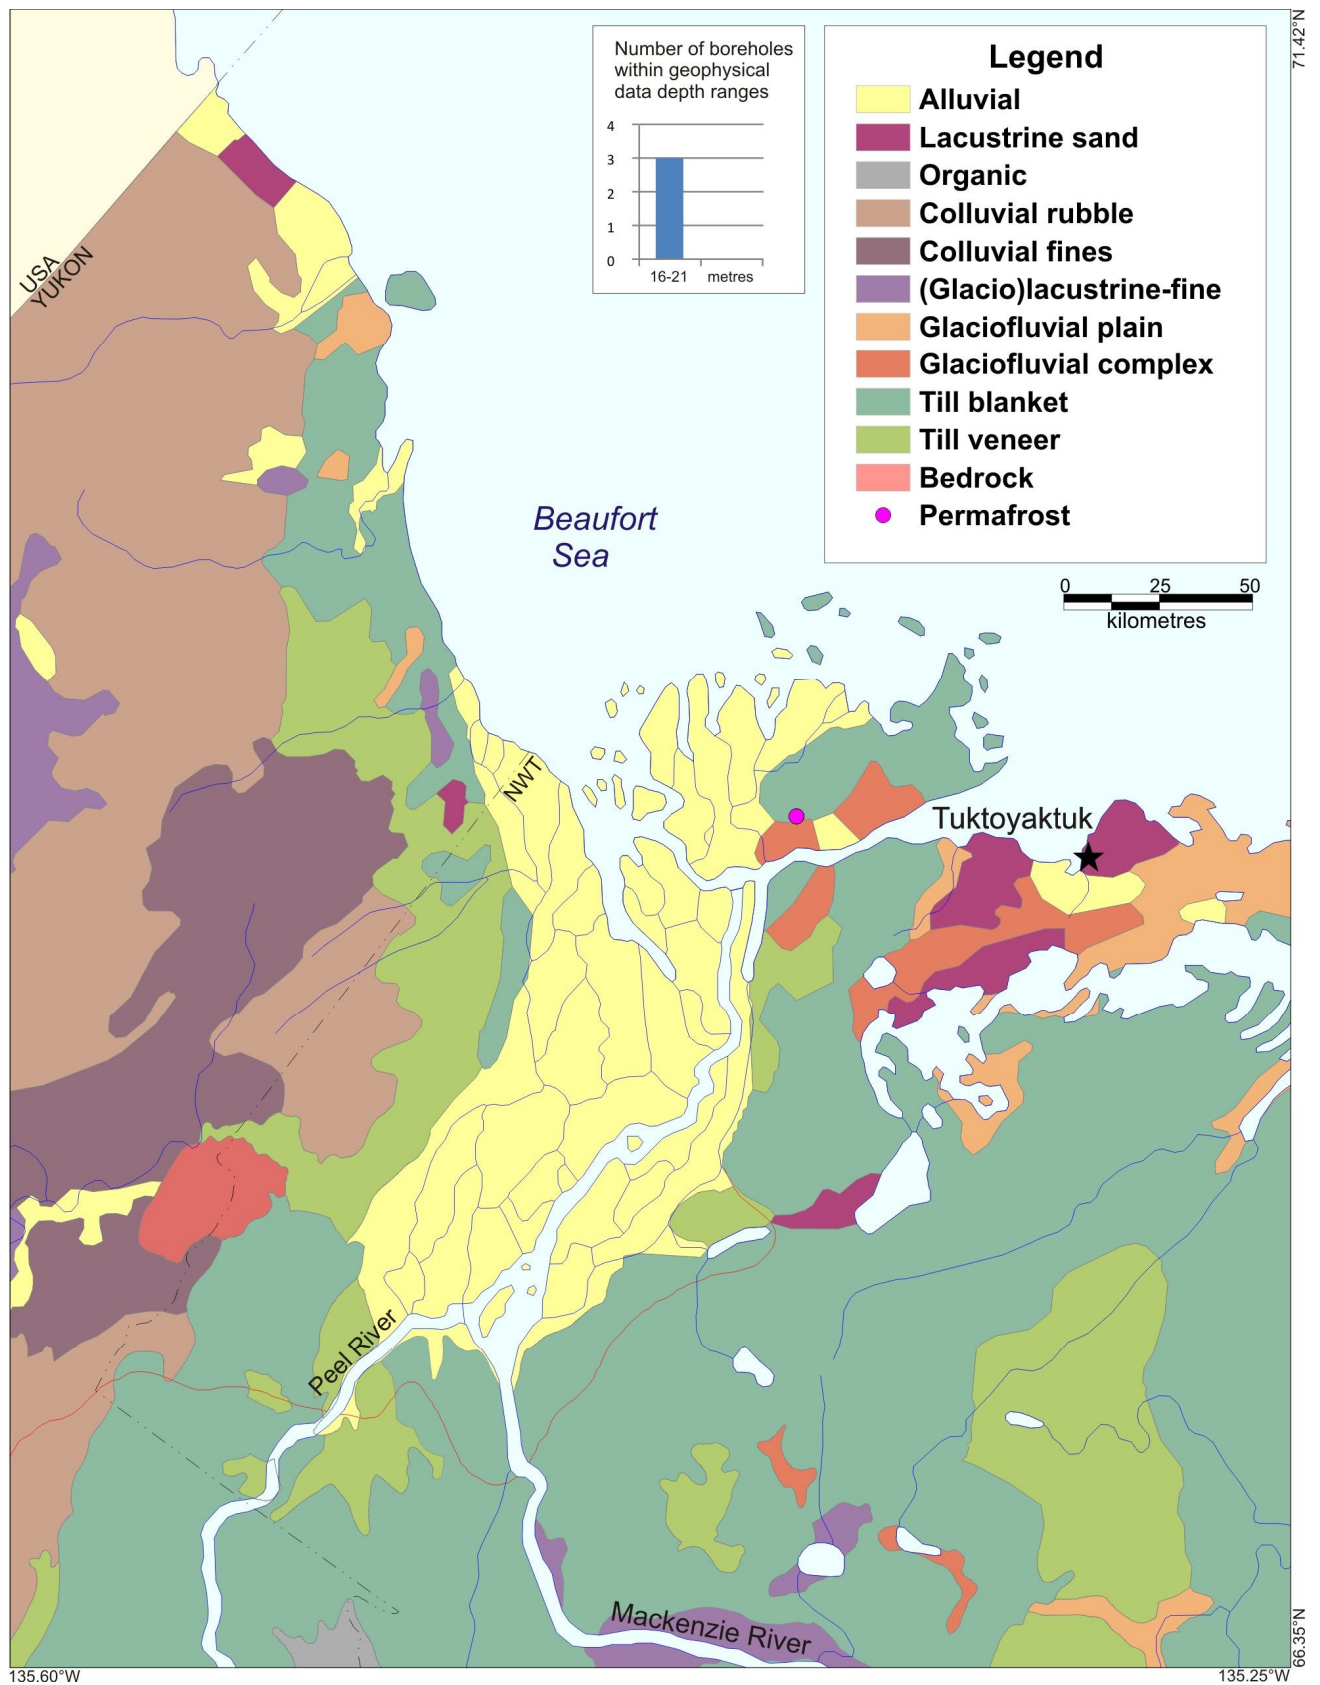 71.42°N
Number of boreholes
within geophysical
data depth ranges
4
3
2
1
0
16-21 metres
Legend
Alluvial
Lacustrine sand
Organic
Colluvial rubble
Colluvial fines
(Glacio)lacustrine-fine
Glaciofluvial plain
Glaciofluvial complex
Till blanket
Till veneer
Bedrock
Permafrost
USA
YUKON
Beaufort
Sea
0 25 50
kilometres
NWT
Tuktoyaktuk
Peel River
Mackenzie River
66.35°N
135.60°W
135.25°W